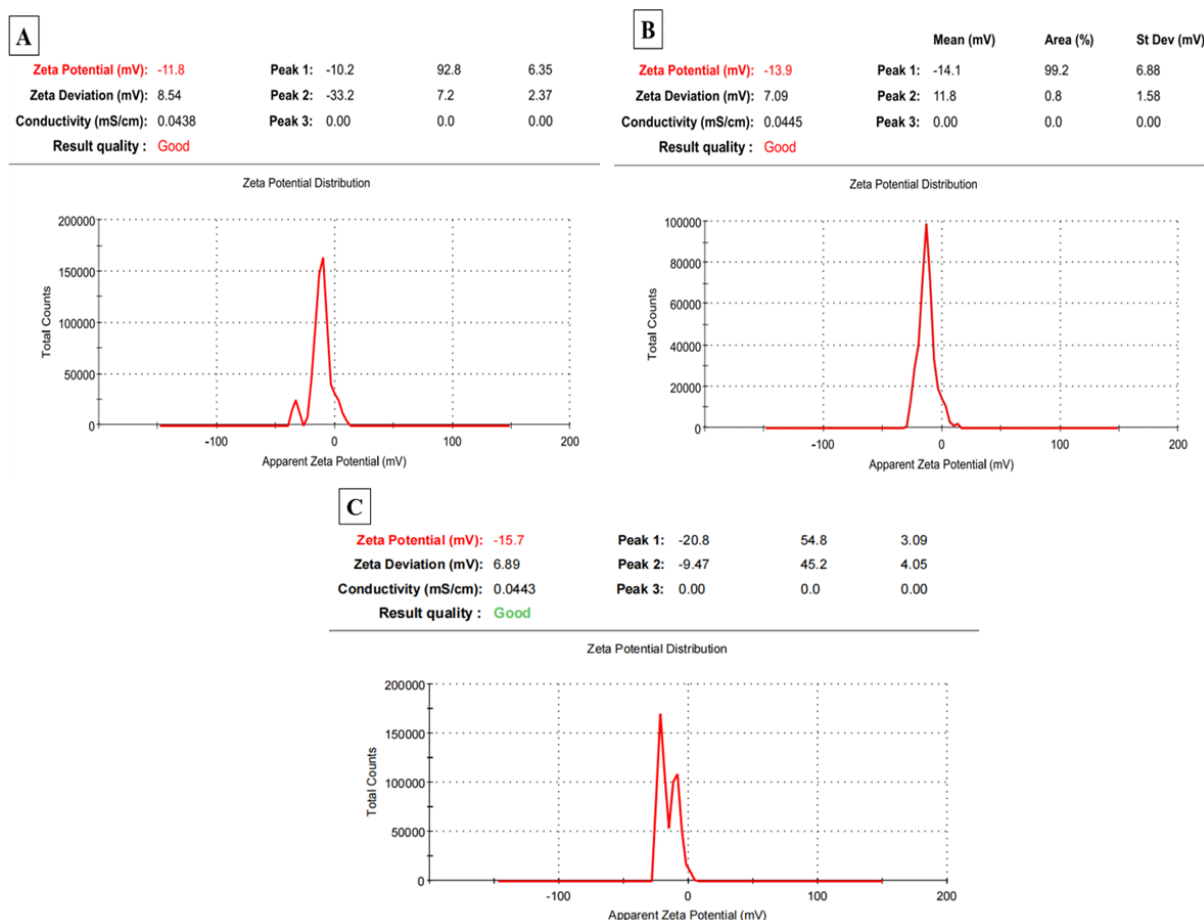 A
Zeta Potential (mV): -11.8 Peak 1: -10.2 92.8 6.35
Zeta Deviation (mV): 8.54 Peak 2: -33.2 7.2 2.37
Conductivity (mS/cm): 0.0438 Peak 3: 0.00 0.0 0.00
Result quality : Good
Zeta Potential Distribution
Total Counts
200000
150000
100000
50000
0
-100 0 100 200
Apparent Zeta Potential (mV)
B
Mean (mV) Area (%) St Dev (mV)
Zeta Potential (mV): -13.9 Peak 1: -14.1 99.2 6.88
Zeta Deviation (mV): 7.09 Peak 2: 11.8 0.8 1.58
Conductivity (mS/cm): 0.0445 Peak 3: 0.00 0.0 0.00
Result quality : Good
Zeta Potential Distribution
Total Counts
100000
80000
60000
40000
20000
0
-100 0 100 200
Apparent Zeta Potential (mV)
C
Zeta Potential (mV): -15.7 Peak 1: -20.8 54.8 3.09
Zeta Deviation (mV): 6.89 Peak 2: -9.47 45.2 4.05
Conductivity (mS/cm): 0.0443 Peak 3: 0.00 0.0 0.00
Result quality : Good
Zeta Potential Distribution
Total Counts
200000
150000
100000
50000
0
-100 0 100 200
Apparent Zeta Potential (mV)